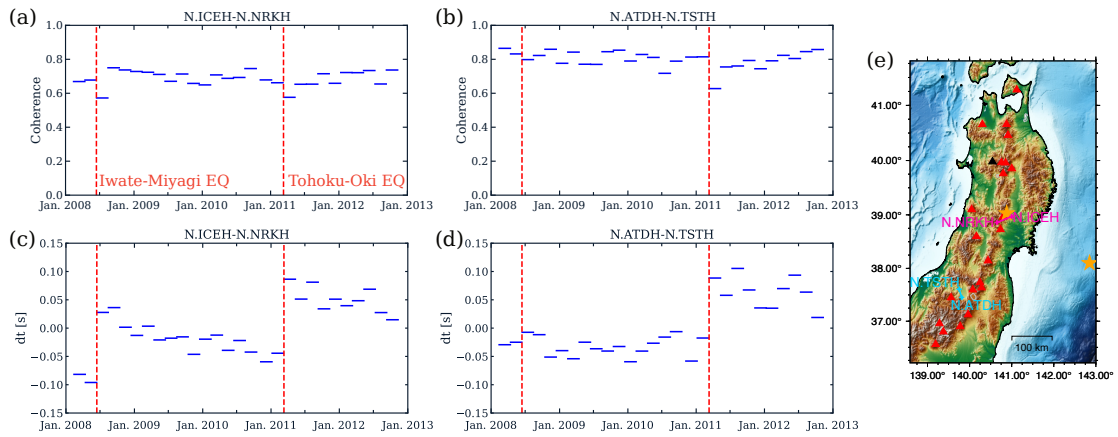 (a)
N.ICEH-N.NRKH
Coherence
1.0
0.8
0.6
0.4
0.2
0.0
Iwate-Miyagi EQ
Tohoku-Oki EQ
Jan. 2008 Jan. 2009 Jan. 2010 Jan. 2011 Jan. 2012 Jan. 2013
(b)
N.ATDH-N.TSTH
Coherence
1.0
0.8
0.6
0.4
0.2
0.0
Jan. 2008 Jan. 2009 Jan. 2010 Jan. 2011 Jan. 2012 Jan. 2013
(c)
N.ICEH-N.NRKH
dt [s]
0.15
0.10
0.05
0.00
−0.05
−0.10
−0.15
Jan. 2008 Jan. 2009 Jan. 2010 Jan. 2011 Jan. 2012 Jan. 2013
(d)
N.ATDH-N.TSTH
dt [s]
0.15
0.10
0.05
0.00
−0.05
−0.10
−0.15
Jan. 2008 Jan. 2009 Jan. 2010 Jan. 2011 Jan. 2012 Jan. 2013
(e)
41.00°
40.00°
39.00°
38.00°
37.00°
N.ICEH
N.ATDH
100 km
139.00° 140.00° 141.00° 142.00° 143.00°